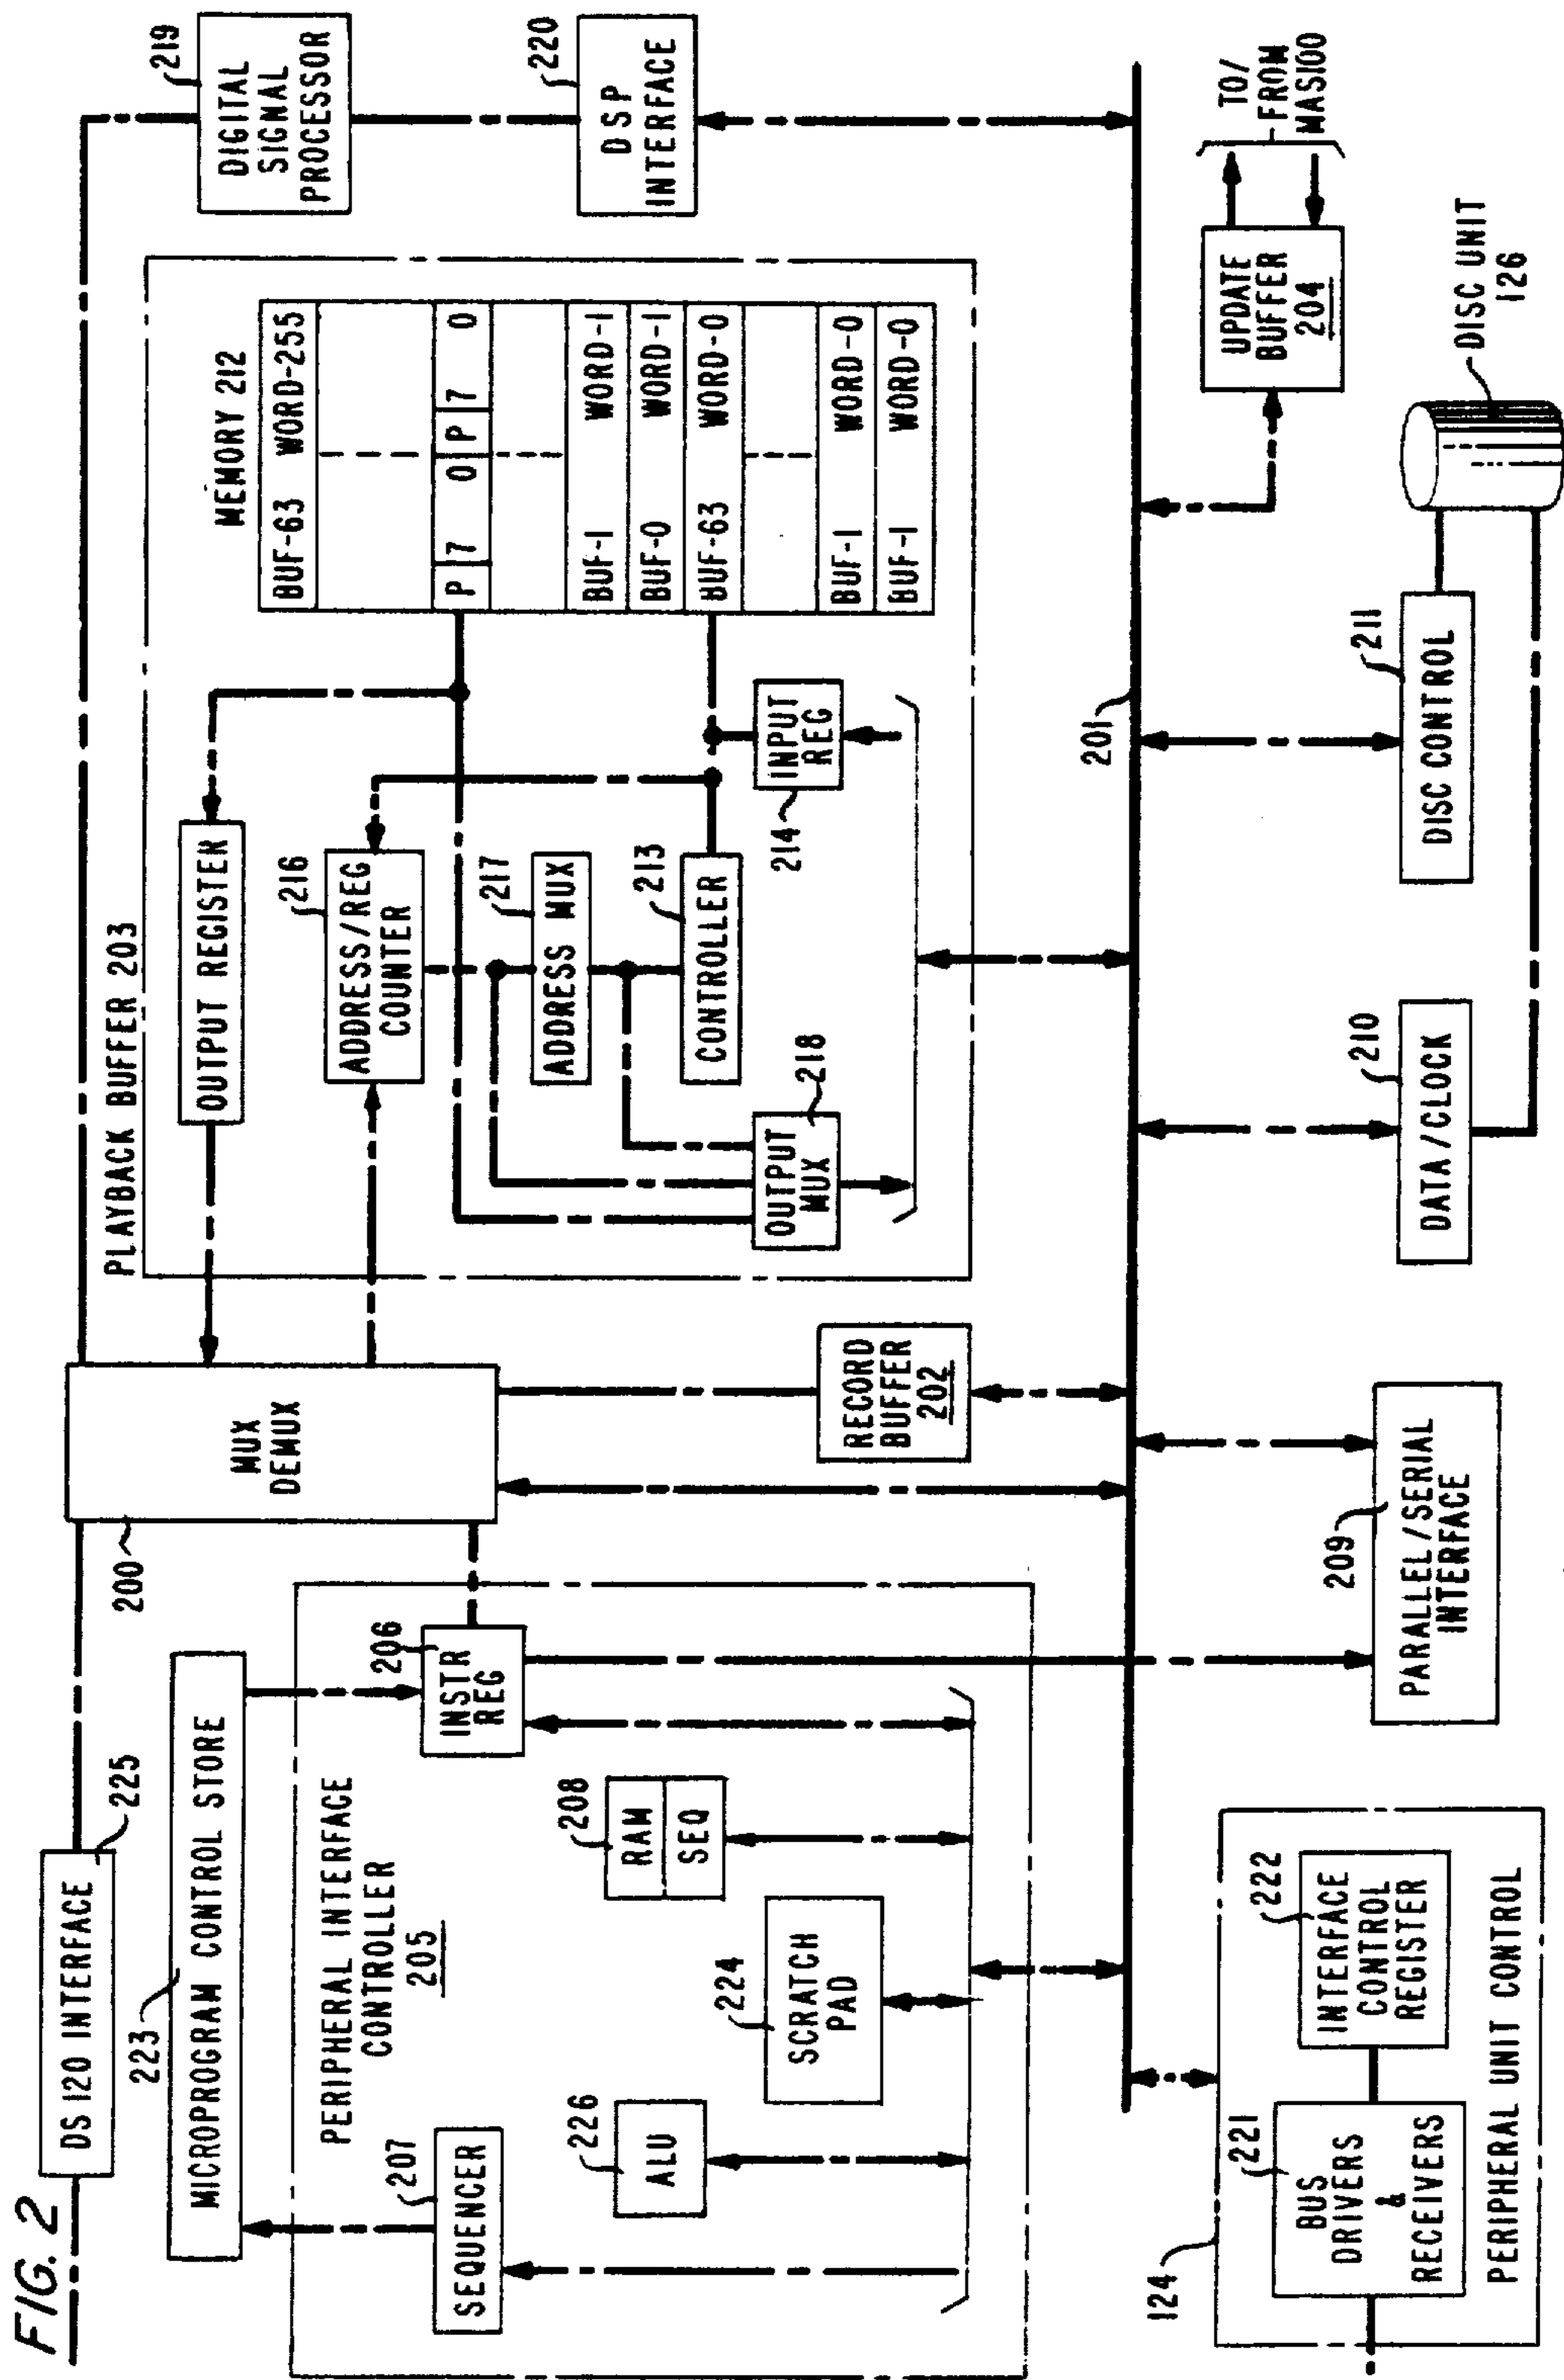 FIG. 2
DS 120 INTERFACE
225
223
MICROPROGRAM CONTROL STORE
200
MUX
DEMUX
PERIPHERAL INTERFACE
CONTROLLER
205
207
SEQUENCER
206
INSTR
REG
226
ALU
208
RAM
SEQ
224
SCRATCH
PAD
RECORD
BUFFER
202
PLAYBACK BUFFER 203
OUTPUT REGISTER
216
ADDRESS/REG
COUNTER
217
ADDRESS MUX
213
CONTROLLER
218
OUTPUT
MUX
214
INPUT
REG
MEMORY 212
BUF-63 WORD-255
P 7 0 P 7 0
BUF-1 WORD-1
BUF-0 WORD-1
BUF-63 WORD-0
BUF-1 WORD-0
BUF-1 WORD-0
219
DIGITAL
SIGNAL
PROCESSOR
220
DSP
INTERFACE
201
124
221
BUS
DRIVERS
&
RECEIVERS
222
INTERFACE
CONTROL
REGISTER
PERIPHERAL UNIT CONTROL
209
PARALLEL/SERIAL
INTERFACE
210
DATA/CLOCK
211
DISC CONTROL
DISC UNIT
126
UPDATE
BUFFER
204
TO/
FROM
MAS100